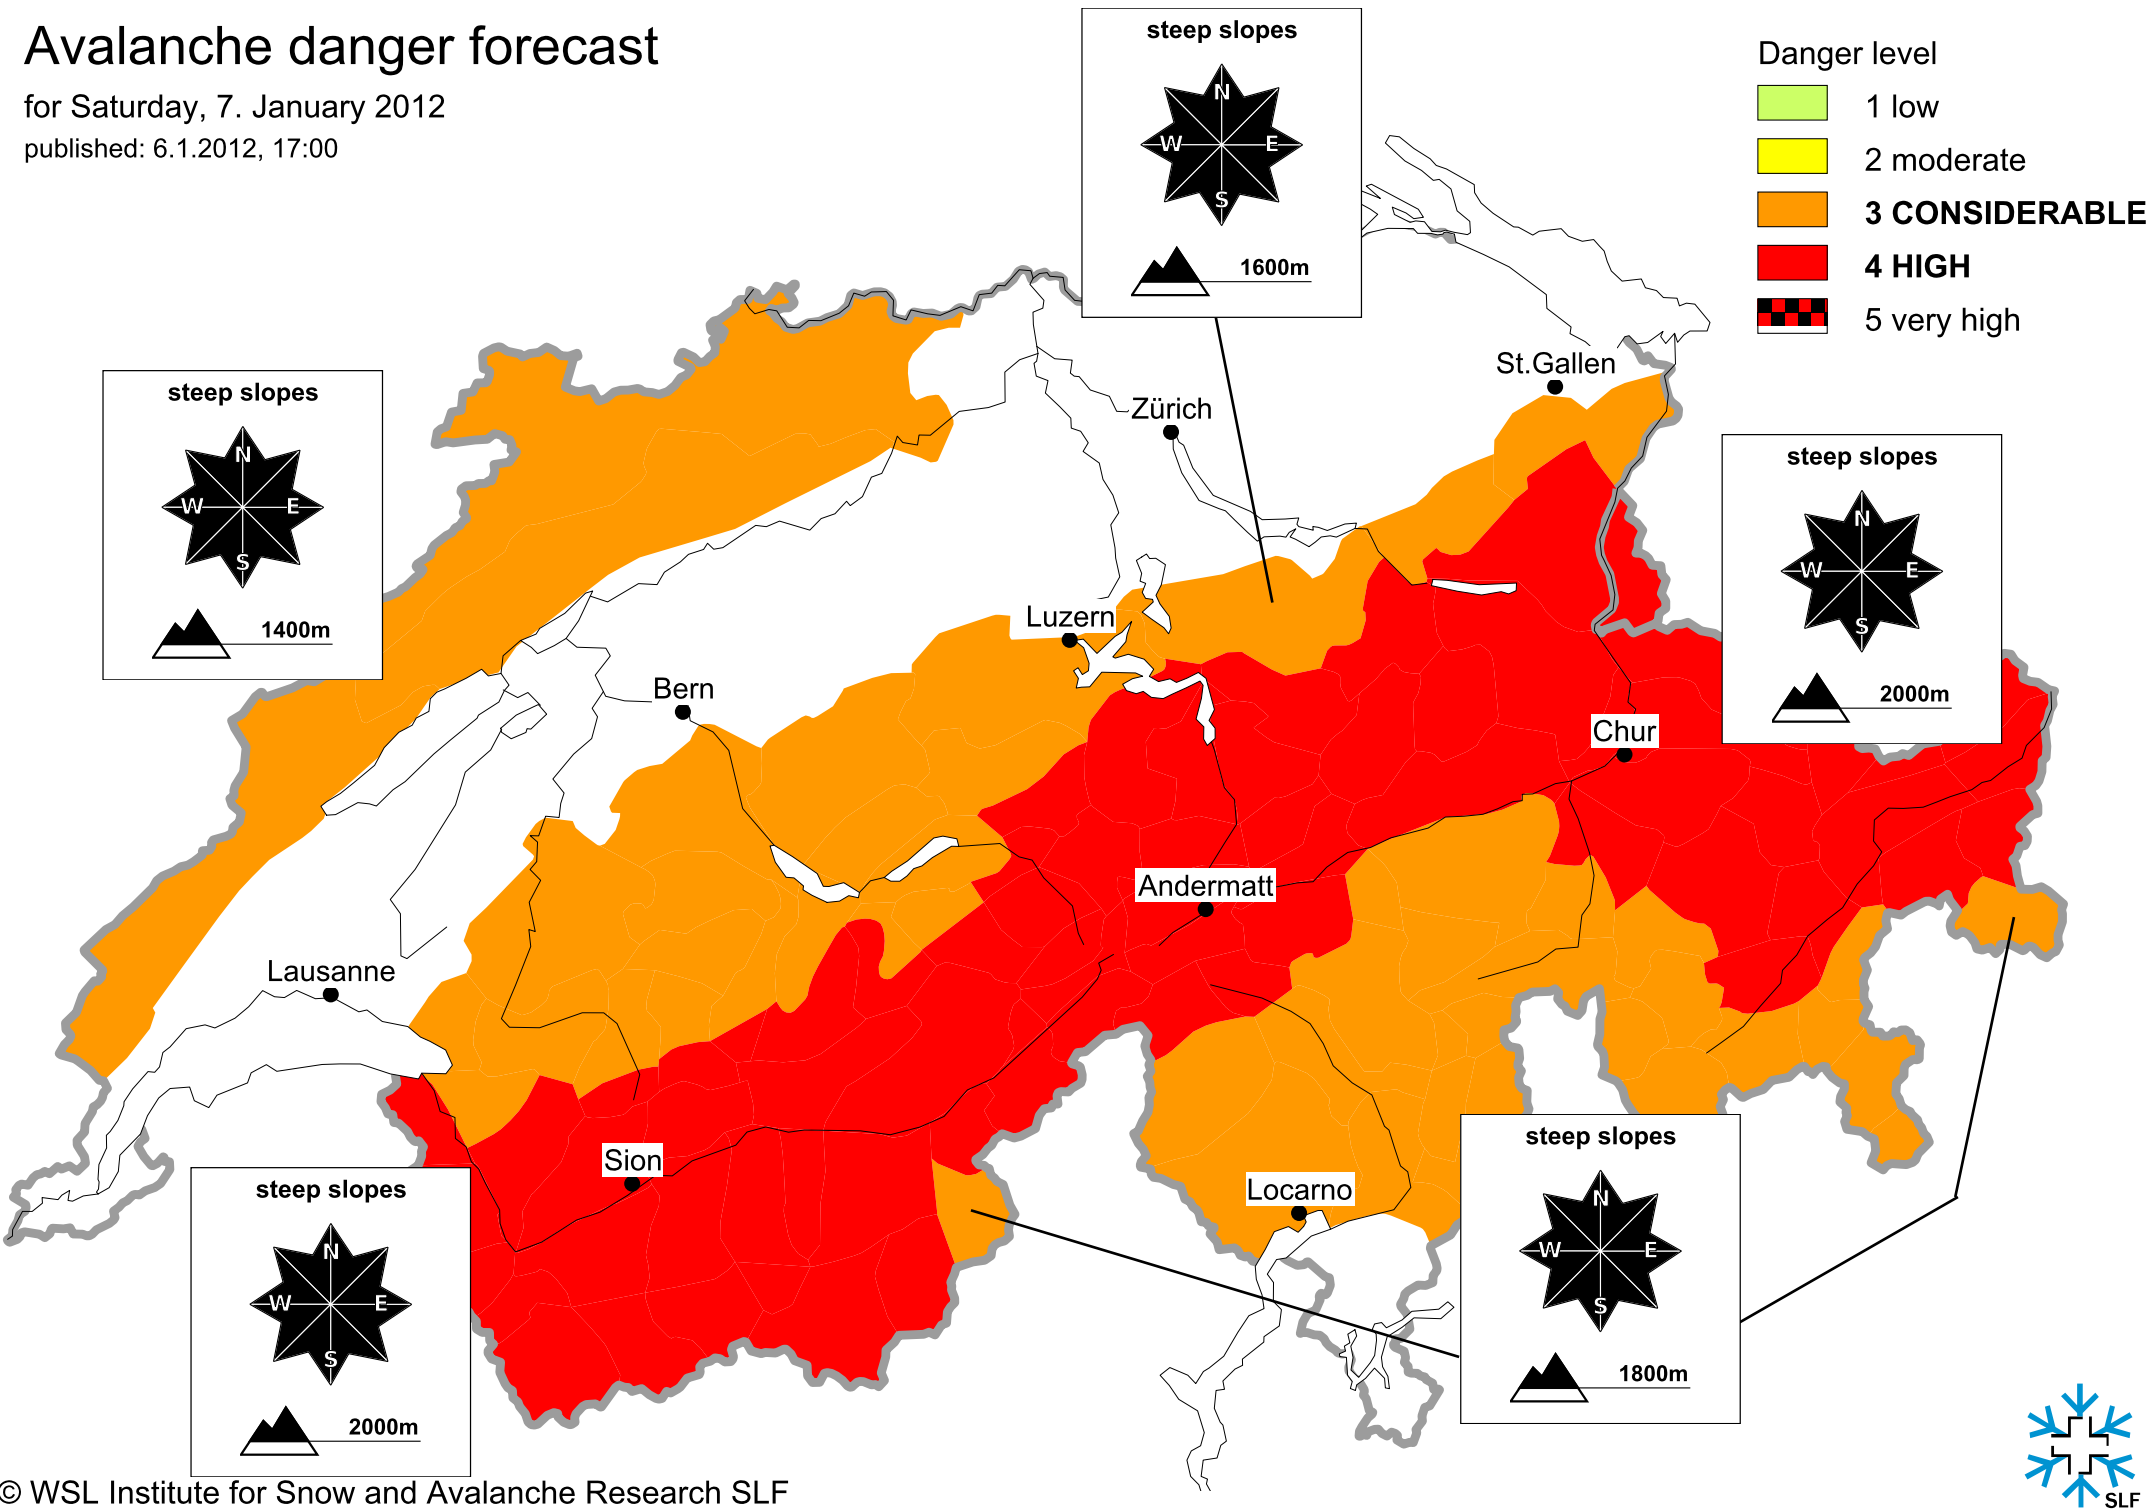 Avalanche danger forecast
for Saturday, 7. January 2012
published: 6.1.2012, 17:00
steep slopes
N
W
E
S
1600m
Danger level
1 low
2 moderate
3 CONSIDERABLE
4 HIGH
5 very high
steep slopes
N
W
E
S
1400m
St.Gallen
Zürich
steep slopes
N
W
E
S
2000m
Luzern
Bern
Chur
Andermatt
Lausanne
Sion
Locarno
steep slopes
N
W
E
S
2000m
steep slopes
N
W
E
S
1800m
© WSL Institute for Snow and Avalanche Research SLF
SLF